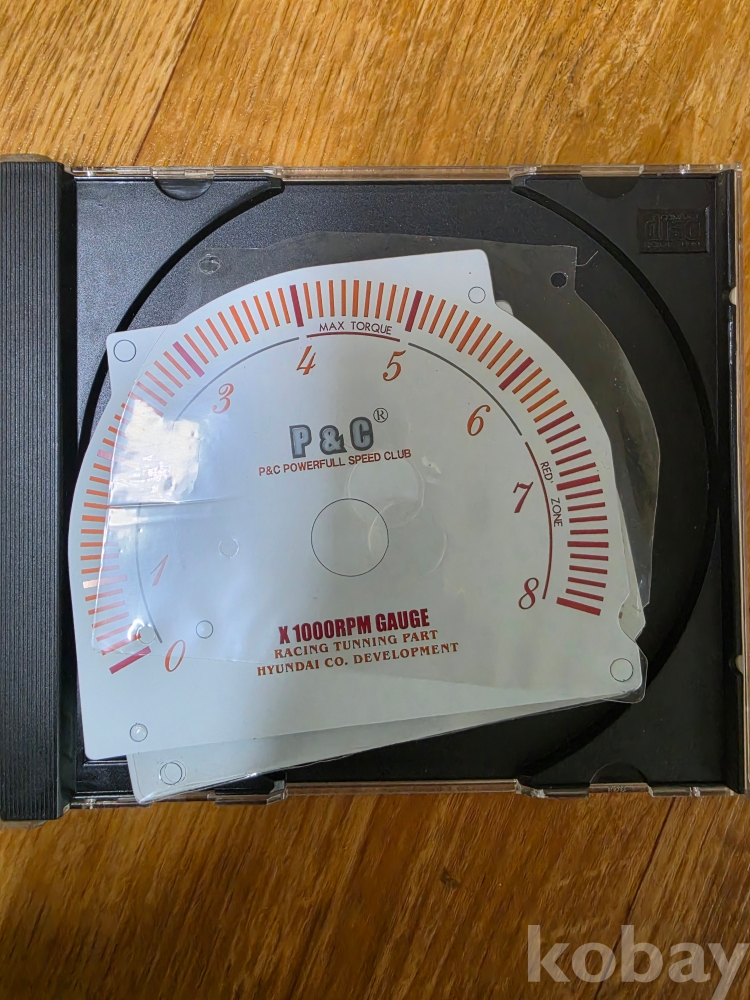 disc
MAX TORQUE
3
4
5
6
7
8
1
0
P & C®
P&C POWERFULL SPEED CLUB
RED' ZONE
X 1000RPM GAUGE
RACING TUNNING PART
HYUNDAI CO. DEVELOPMENT
kobay